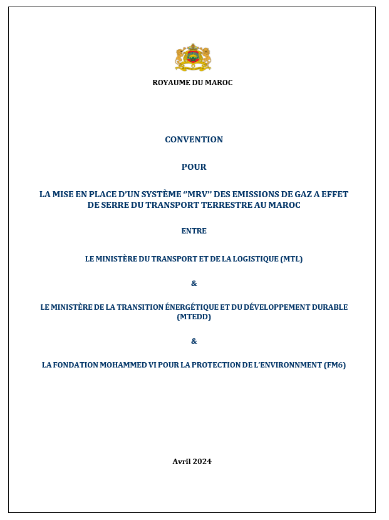 ROYAUME DU MAROC
CONVENTION
POUR
LA MISE EN PLACE D'UN SYSTÈME "MRV" DES EMISSIONS DE GAZ A EFFET
DE SERRE DU TRANSPORT TERRESTRE AU MAROC
ENTRE
LE MINISTÈRE DU TRANSPORT ET DE LA LOGISTIQUE (MTL)
&
LE MINISTÈRE DE LA TRANSITION ÉNERGÉTIQUE ET DU DÉVELOPPEMENT DURABLE
(MTEDD)
&
LA FONDATION MOHAMMED VI POUR LA PROTECTION DE L'ENVIRONNMENT (FM6)
Avril 2024